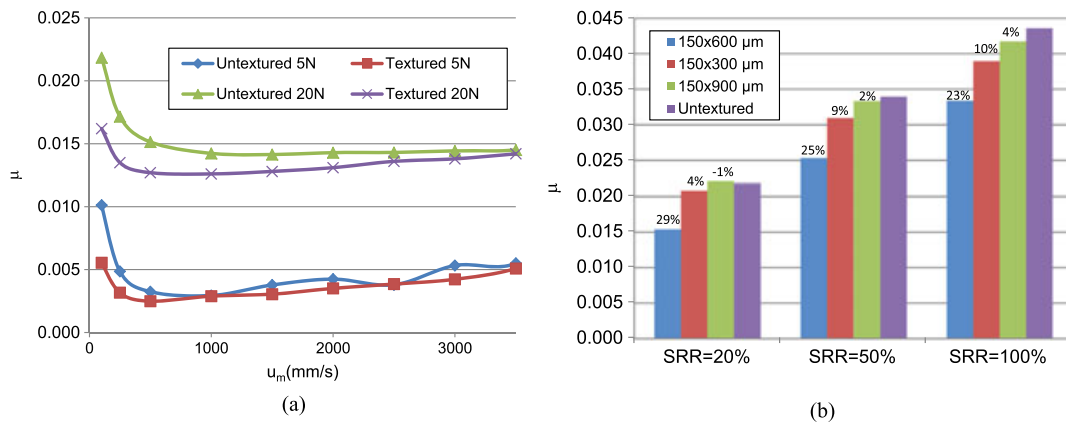 0.025
0.020
0.015
0.010
0.005
0.000
μ
Untextured 5N
Textured 5N
Untextured 20N
Textured 20N
0
1000
2000
3000
um(mm/s)
(a)
0.045
0.040
0.035
0.030
0.025
0.020
0.015
0.010
0.005
0.000
μ
150x600 μm
150x300 μm
150x900 μm
Untextured
29%
4%
-1%
25%
9%
2%
23%
10%
4%
SRR=20%
SRR=50%
SRR=100%
(b)